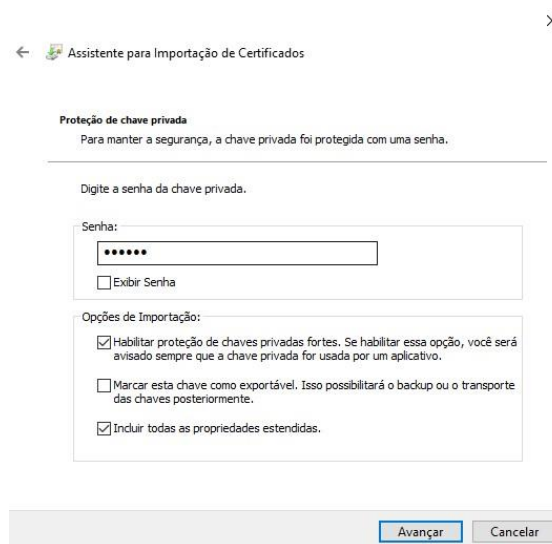 Assistente para Importação de Certificados
Proteção de chave privada
Para manter a segurança, a chave privada foi protegida com uma senha.
Digite a senha da chave privada.
Senha:
••••••
Exibir Senha
Opções de Importação:
Habilitar proteção de chaves privadas fortes. Se habilitar essa opção, você será
avisado sempre que a chave privada for usada por um aplicativo.
Marcar esta chave como exportável. Isso possibilitará o backup ou o transporte
das chaves posteriormente.
Incluir todas as propriedades estendidas.
Avançar
Cancelar